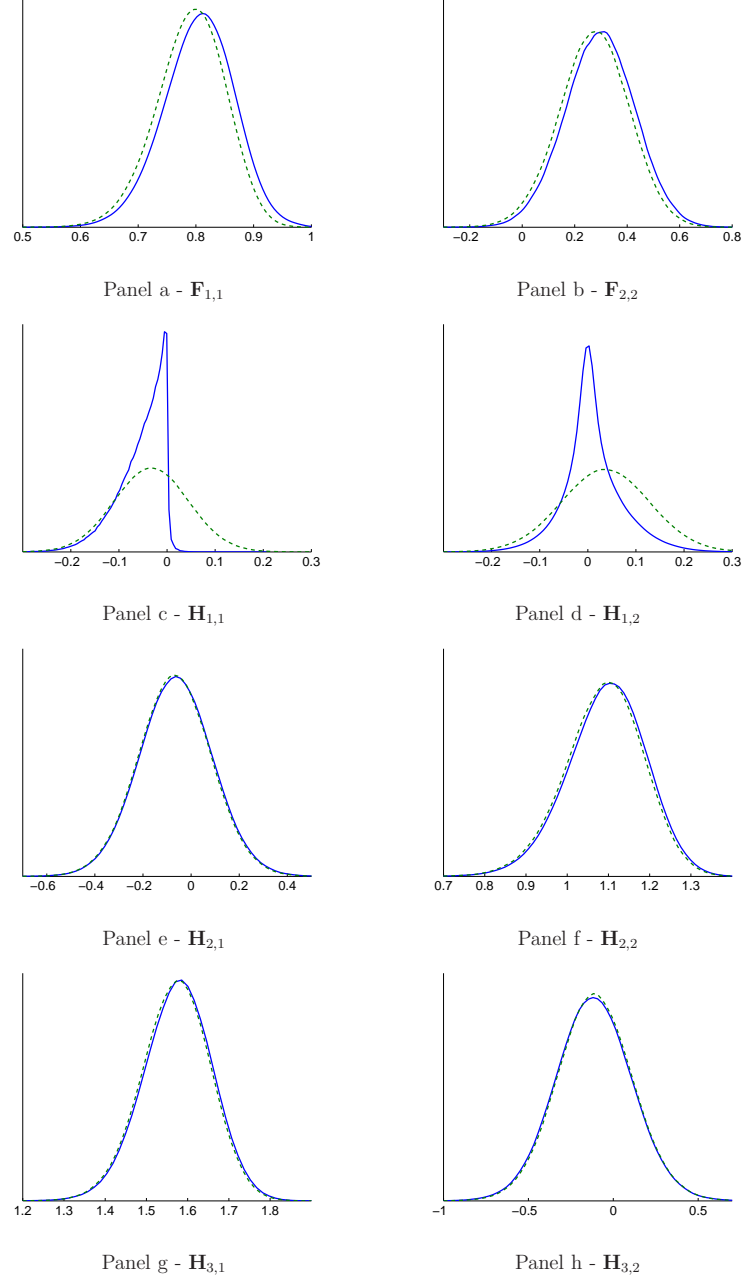 0.5 0.6 0.7 0.8 0.9 1
−0.2 0 0.2 0.4 0.6 0.8
Panel a - F1,1
Panel b - F2,2
−0.2 −0.1 0 0.1 0.2 0.3
−0.2 −0.1 0 0.1 0.2 0.3
Panel c - H1,1
Panel d - H1,2
−0.6 −0.4 −0.2 0 0.2 0.4
0.7 0.8 0.9 1 1.1 1.2 1.3
Panel e - H2,1
Panel f - H2,2
1.2 1.3 1.4 1.5 1.6 1.7 1.8
−1 −0.5 0 0.5
Panel g - H3,1
Panel h - H3,2